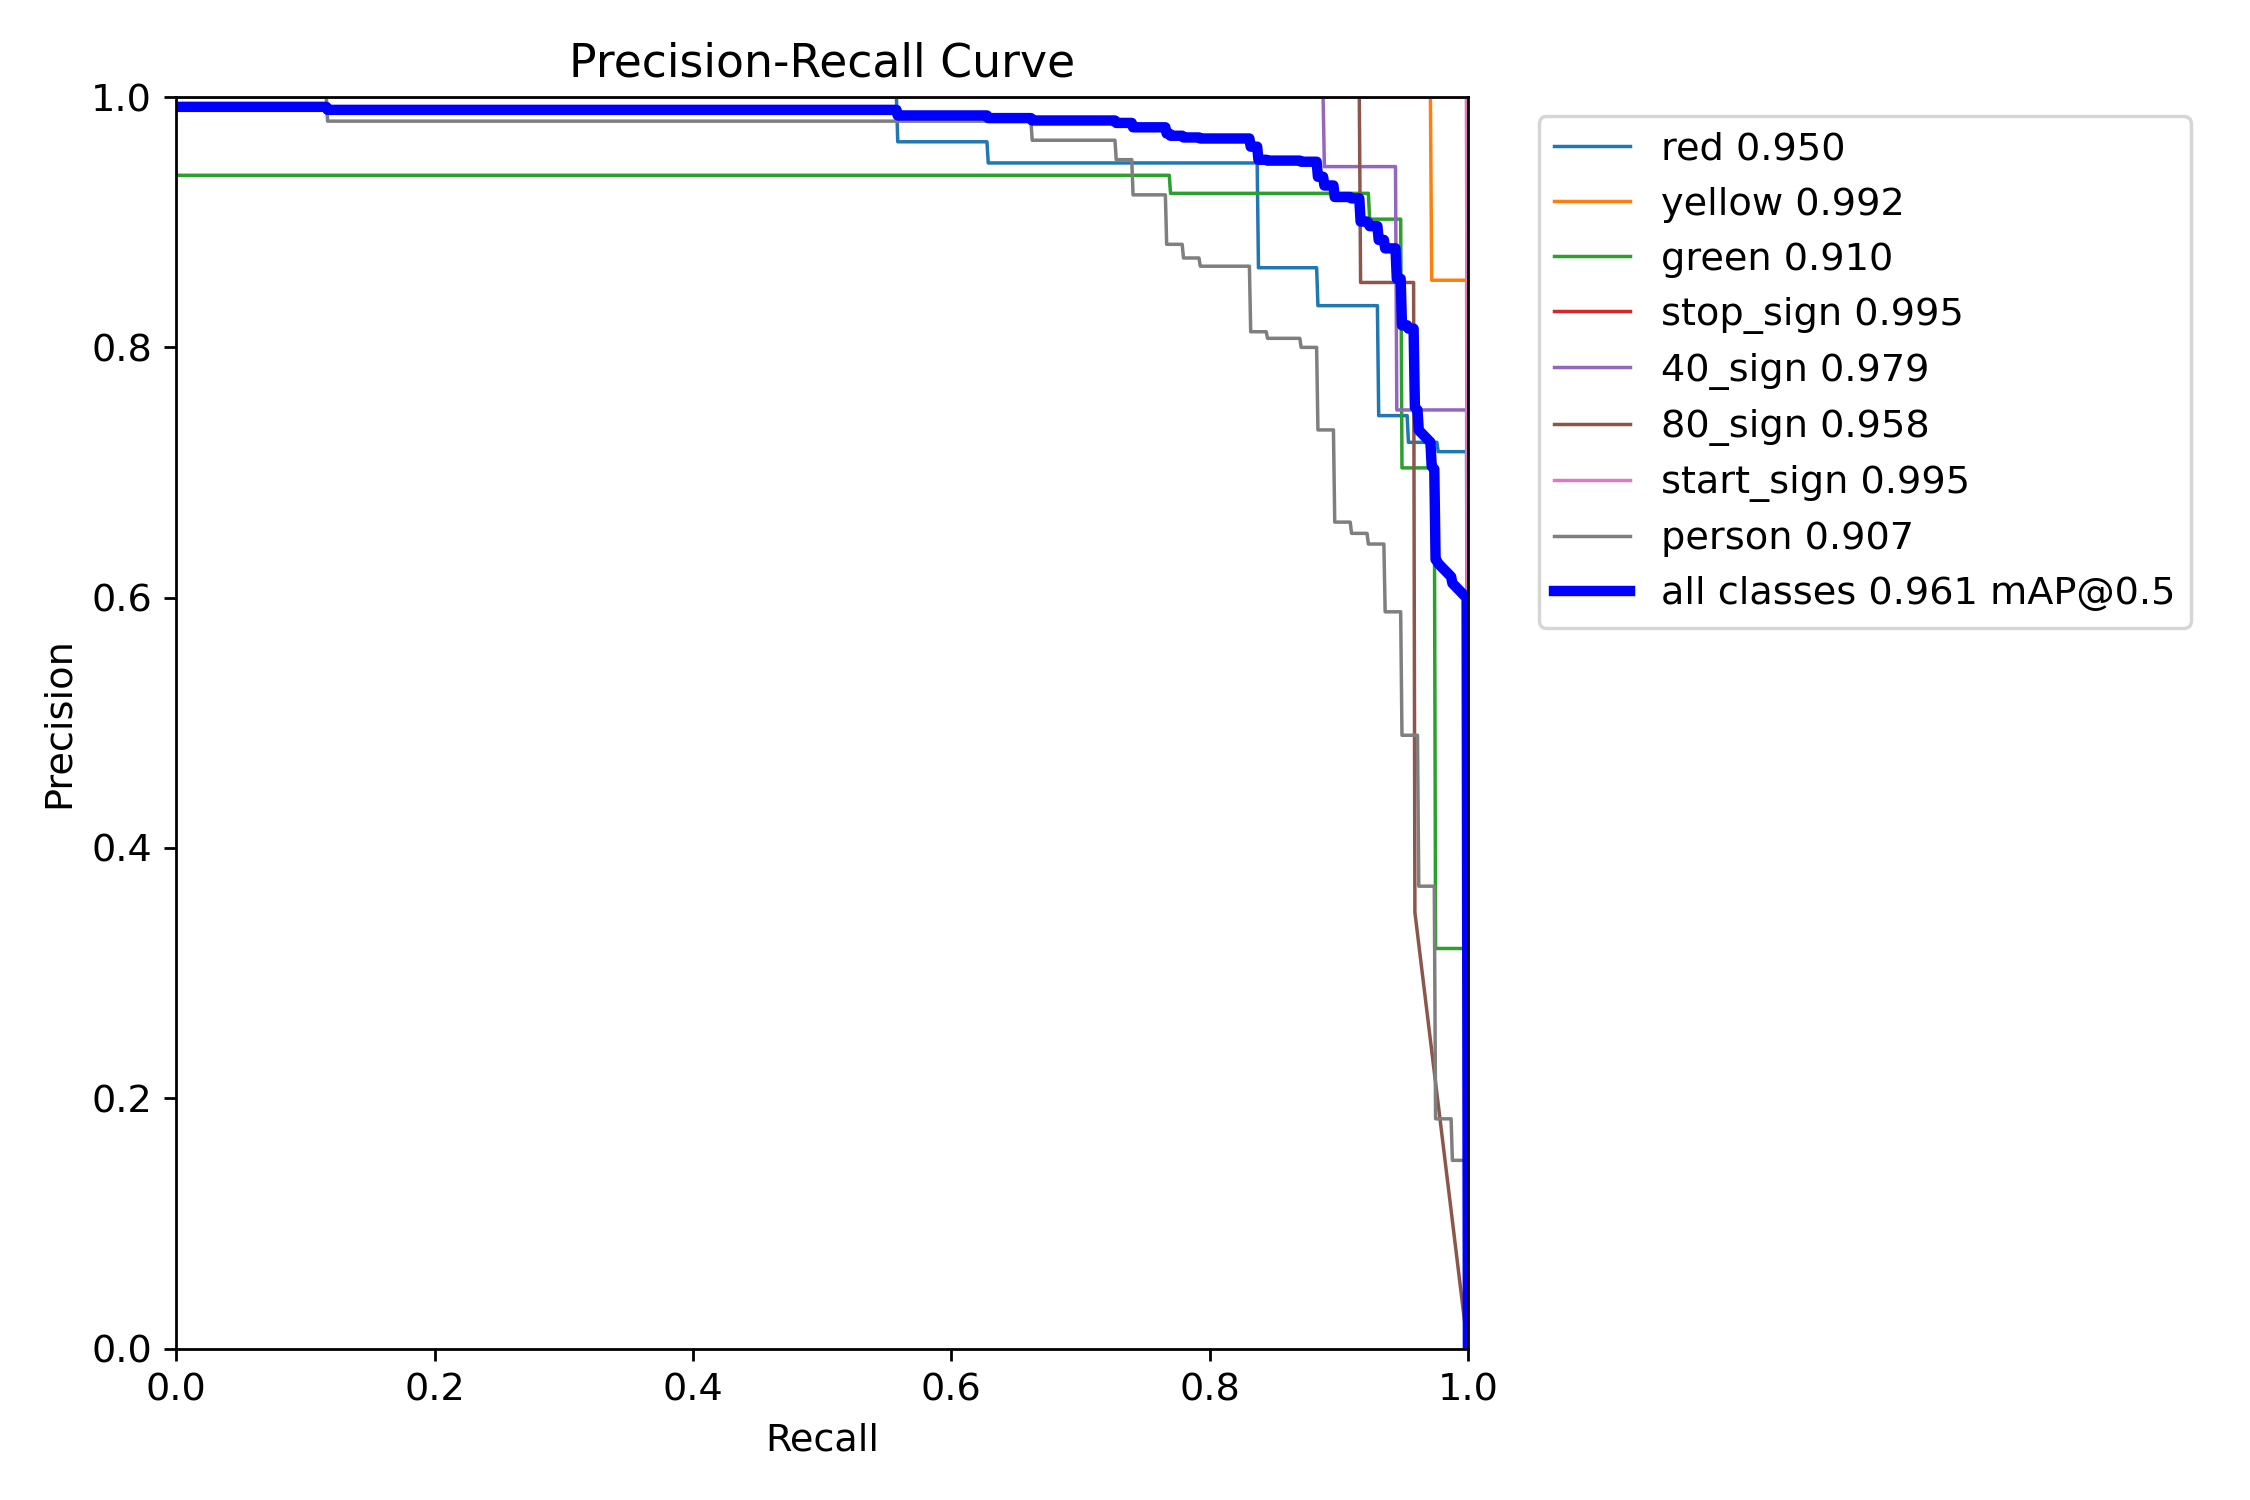 Precision-Recall Curve
1.0
0.8
0.6
0.4
0.2
0.0
Precision
0.0 0.2 0.4 0.6 0.8 1.0
Recall
red 0.950
yellow 0.992
green 0.910
stop_sign 0.995
40_sign 0.979
80_sign 0.958
start_sign 0.995
person 0.907
all classes 0.961 mAP@0.5